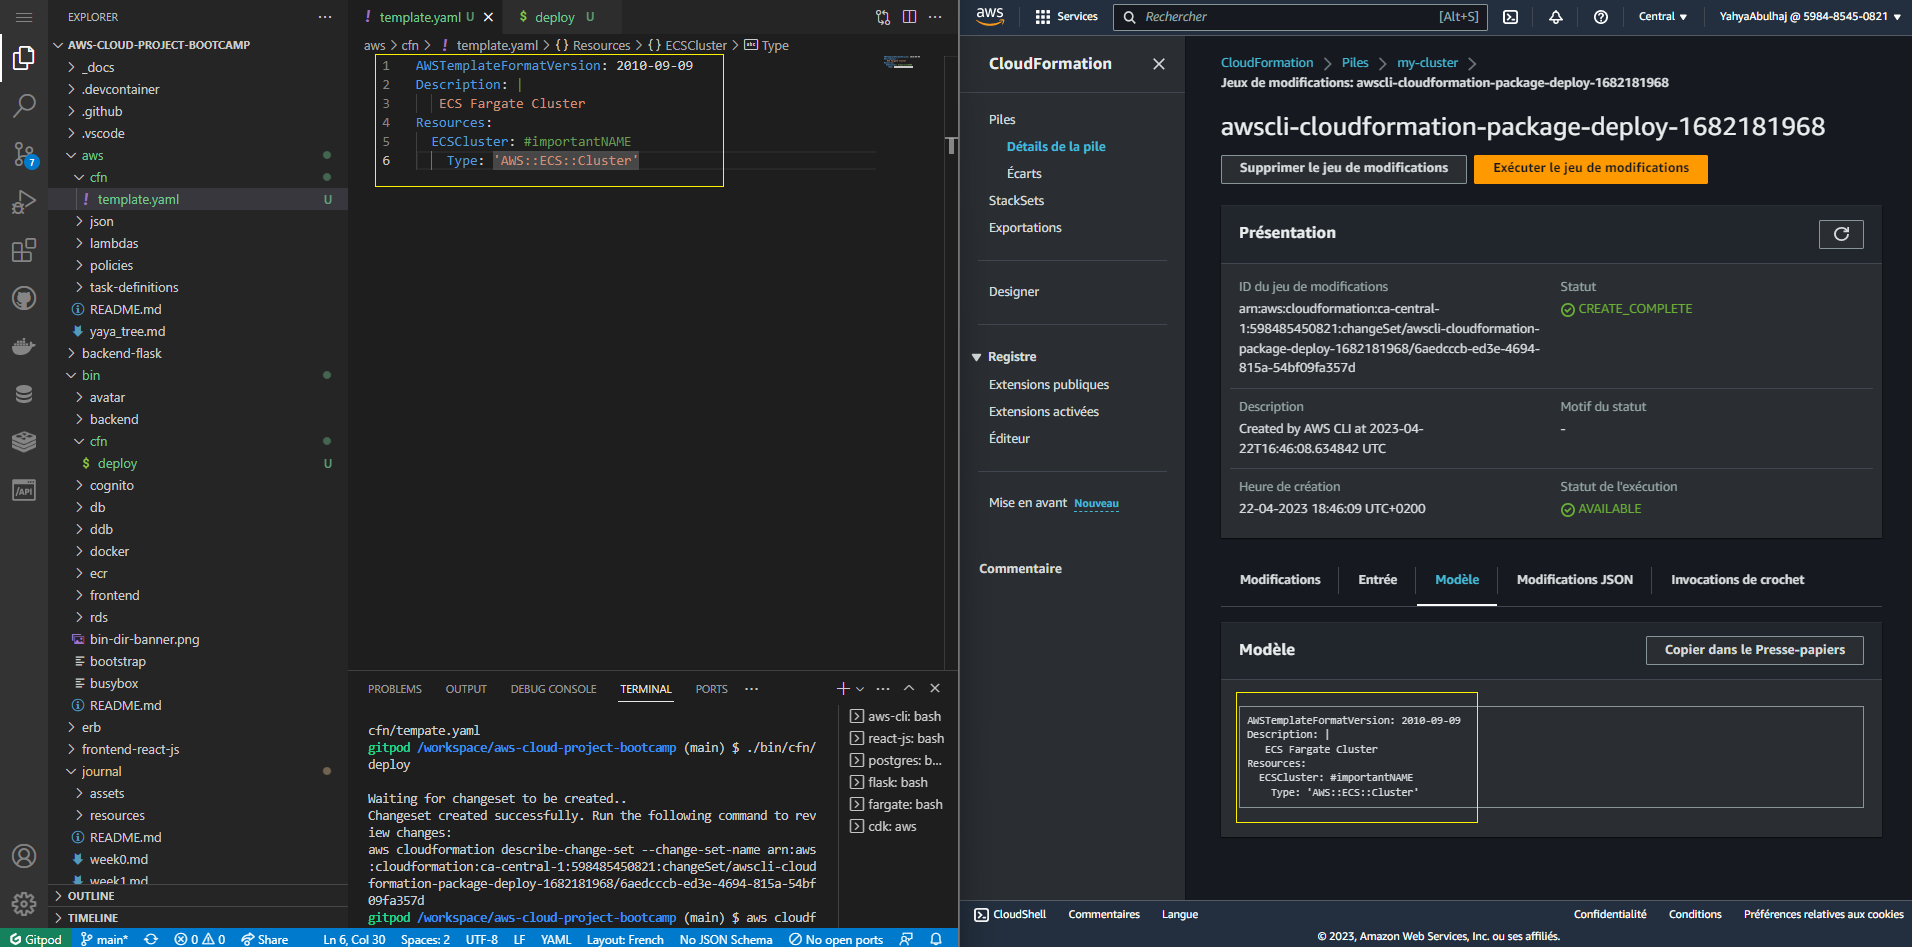 EXPLORER
AWS-CLOUD-PROJECT-BOOTCAMP
_docs
.devcontainer
.github
.vscode
aws
cfn
! template.yaml U
json
lambdas
policies
task-definitions
README.md
yaya_tree.md
backend-flask
bin
avatar
backend
cfn
$ deploy U
cognito
db
ddb
docker
ecr
frontend
rds
bin-dir-banner.png
bootstrap
busybox
README.md
erb
frontend-react-js
journal
assets
resources
README.md
week0.md
week1.md
OUTLINE
TIMELINE
7
/API
! template.yaml U
$ deploy U
aws > cfn > ! template.yaml > {} Resources > {} ECSCluster > abc Type
1 AWSTemplateFormatVersion: 2010-09-09
2 Description: |
3 ECS Fargate Cluster
4 Resources:
5 ECSCluster: #importantNAME
6 Type: 'AWS::ECS::Cluster'
PROBLEMS OUTPUT DEBUG CONSOLE TERMINAL PORTS
cfn/tempate.yaml
gitpod /workspace/aws-cloud-project-bootcamp (main) $ ./bin/cfn/
deploy
Waiting for changeset to be created..
Changeset created successfully. Run the following command to rev
iew changes:
aws cloudformation describe-change-set --change-set-name arn:aws
:cloudformation:ca-central-1:598485450821:changeSet/awscli-cloud
formation-package-deploy-1682181968/6aedcccb-ed3e-4694-815a-54bf
09fa357d
gitpod /workspace/aws-cloud-project-bootcamp (main) $ aws cloudf
aws-cli: bash
react-js: bash
postgres: b...
flask: bash
fargate: bash
cdk: aws
Gitpod main* 0 0 Share Ln 6, Col 30 Spaces: 2 UTF-8 LF YAML Layout: French No JSON Schema No open ports
aws Services Rechercher [Alt+S] Central YahyaAbulhaj @ 5984-8545-0821
CloudFormation
Piles
Détails de la pile
Écarts
StackSets
Exportations
Designer
Registre
Extensions publiques
Extensions activées
Éditeur
Mise en avant Nouveau
Commentaire
CloudFormation > Piles > my-cluster >
Jeux de modifications: awscli-cloudformation-package-deploy-1682181968
awscli-cloudformation-package-deploy-1682181968
Supprimer le jeu de modifications
Exécuter le jeu de modifications
Présentation
ID du jeu de modifications
arn:aws:cloudformation:ca-central-
1:598485450821:changeSet/awscli-cloudformation-
package-deploy-1682181968/6aedcccb-ed3e-4694-
815a-54bf09fa357d
Statut
CREATE_COMPLETE
Description
Created by AWS CLI at 2023-04-
22T16:46:08.634842 UTC
Motif du statut
-
Heure de création
22-04-2023 18:46:09 UTC+0200
Statut de l'exécution
AVAILABLE
Modifications Entrée Modèle Modifications JSON Invocations de crochet
Modèle
Copier dans le Presse-papiers
AWSTemplateFormatVersion: 2010-09-09
Description: |
ECS Fargate Cluster
Resources:
ECSCluster: #importantNAME
Type: 'AWS::ECS::Cluster'
CloudShell Commentaires Langue Confidentialité Conditions Préférences relatives aux cookies
© 2023, Amazon Web Services, Inc. ou ses affiliés.